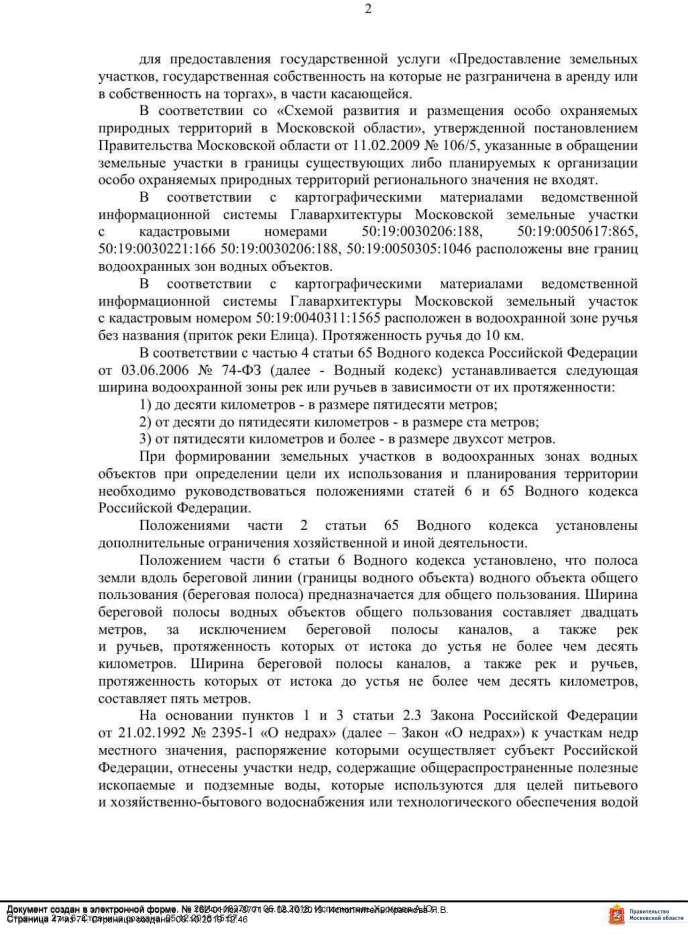 2
для предоставления государственной услуги «Предоставление земельных
участков, государственная собственность на которые не разграничена в аренду или
в собственность на торгах», в части касающейся.
В соответствии со «Схемой развития и размещения особо охраняемых
природных территорий в Московской области», утвержденной постановлением
Правительства Московской области от 11.02.2009 № 106/5, указанные в обращении
земельные участки в границы существующих либо планируемых к организации
особо охраняемых природных территорий регионального значения не входят.
В соответствии с картографическими материалами ведомственной
информационной системы Главархитектуры Московской земельные участки
с кадастровыми номерами 50:19:0030206:188, 50:19:0050617:865,
50:19:0030221:166 50:19:0030206:188, 50:19:0050305:1046 расположены вне границ
водоохранных зон водных объектов.
В соответствии с картографическими материалами ведомственной
информационной системы Главархитектуры Московской земельный участок
с кадастровым номером 50:19:0040311:1565 расположен в водоохранной зоне ручья
без названия (приток реки Елица). Протяженность ручья до 10 км.
В соответствии с частью 4 статьи 65 Водного кодекса Российской Федерации
от 03.06.2006 № 74-ФЗ (далее - Водный кодекс) устанавливается следующая
ширина водоохранной зоны рек или ручьев в зависимости от их протяженности:
1) до десяти километров - в размере пятидесяти метров;
2) от десяти до пятидесяти километров - в размере ста метров;
3) от пятидесяти километров и более - в размере двухсот метров.
При формировании земельных участков в водоохранных зонах водных
объектов при определении цели их использования и планирования территории
необходимо руководствоваться положениями статей 6 и 65 Водного кодекса
Российской Федерации.
Положениями части 2 статьи 65 Водного кодекса установлены
дополнительные ограничения хозяйственной и иной деятельности.
Положением части 6 статьи 6 Водного кодекса установлено, что полоса
земли вдоль береговой линии (границы водного объекта) водного объекта общего
пользования (береговая полоса) предназначается для общего пользования. Ширина
береговой полосы водных объектов общего пользования составляет двадцать
метров, за исключением береговой полосы каналов, а также рек
и ручьев, протяженность которых от истока до устья не более чем десять
километров. Ширина береговой полосы каналов, а также рек и ручьев,
протяженность которых от истока до устья не более чем десять километров,
составляет пять метров.
На основании пунктов 1 и 3 статьи 2.3 Закона Российской Федерации
от 21.02.1992 № 2395-1 «О недрах» (далее – Закон «О недрах») к участкам недр
местного значения, распоряжение которыми осуществляет субъект Российской
Федерации, отнесены участки недр, содержащие общераспространенные полезные
ископаемые и подземные воды, которые используются для целей питьевого
и хозяйственно-бытового водоснабжения или технологического обеспечения водой
Документ создан в электронной форме. №
Страница
Правительство
Московской области